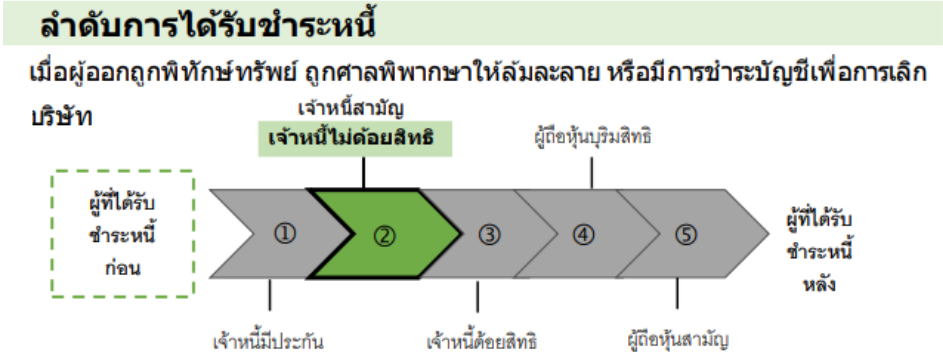 ลำดับการได้รับชำระหนี้
เมื่อผู้ออกถูกพิทักษ์ทรัพย์ ถูกศาลพิพากษาให้ล้มละลาย หรือมีการชำระบัญชีเพื่อการเลิก
บริษัท
เจ้าหนี้สามัญ
เจ้าหนี้ไม่ด้อยสิทธิ
ผู้ถือหุ้นบุริมสิทธิ
ผู้ที่ได้รับ
ชำระหนี้
ก่อน
① ② ③ ④ ⑤
ผู้ที่ได้รับ
ชำระหนี้
หลัง
เจ้าหนี้มีประกัน
เจ้าหนี้ด้อยสิทธิ
ผู้ถือหุ้นสามัญ